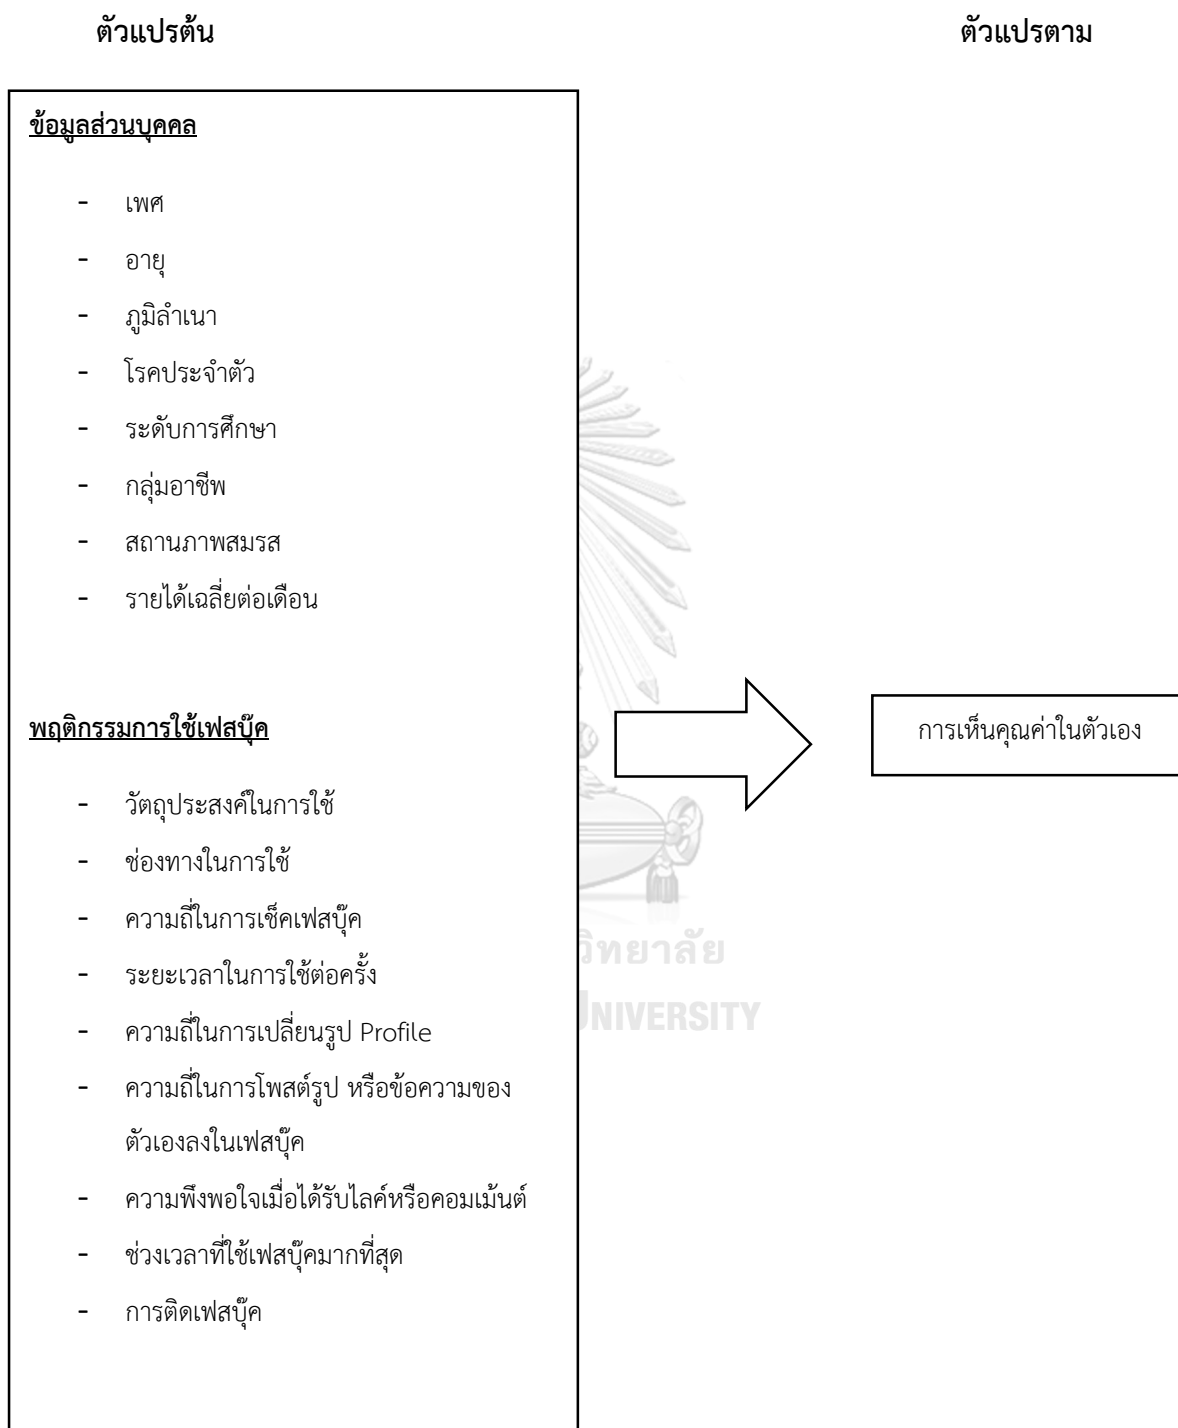 ตัวแปรต้น
ตัวแปรตาม
ข้อมูลส่วนบุคคล
- เพศ
- อายุ
- ภูมิลำเนา
- โรคประจำตัว
- ระดับการศึกษา
- กลุ่มอาชีพ
- สถานภาพสมรส
- รายได้เฉลี่ยต่อเดือน
พฤติกรรมการใช้เฟสบุ๊ค
- วัตถุประสงค์ในการใช้
- ช่องทางในการใช้
- ความถี่ในการเช็คเฟสบุ๊ค
- ระยะเวลาในการใช้ต่อครั้ง
- ความถี่ในการเปลี่ยนรูป Profile
- ความถี่ในการโพสต์รูป หรือข้อความของ
ตัวเองลงในเฟสบุ๊ค
- ความพึงพอใจเมื่อได้รับไลค์หรือคอมเม้นต์
- ช่วงเวลาที่ใช้เฟสบุ๊คมากที่สุด
- การติดเฟสบุ๊ค
การเห็นคุณค่าในตัวเอง
วิทยาลัย
UNIVERSITY